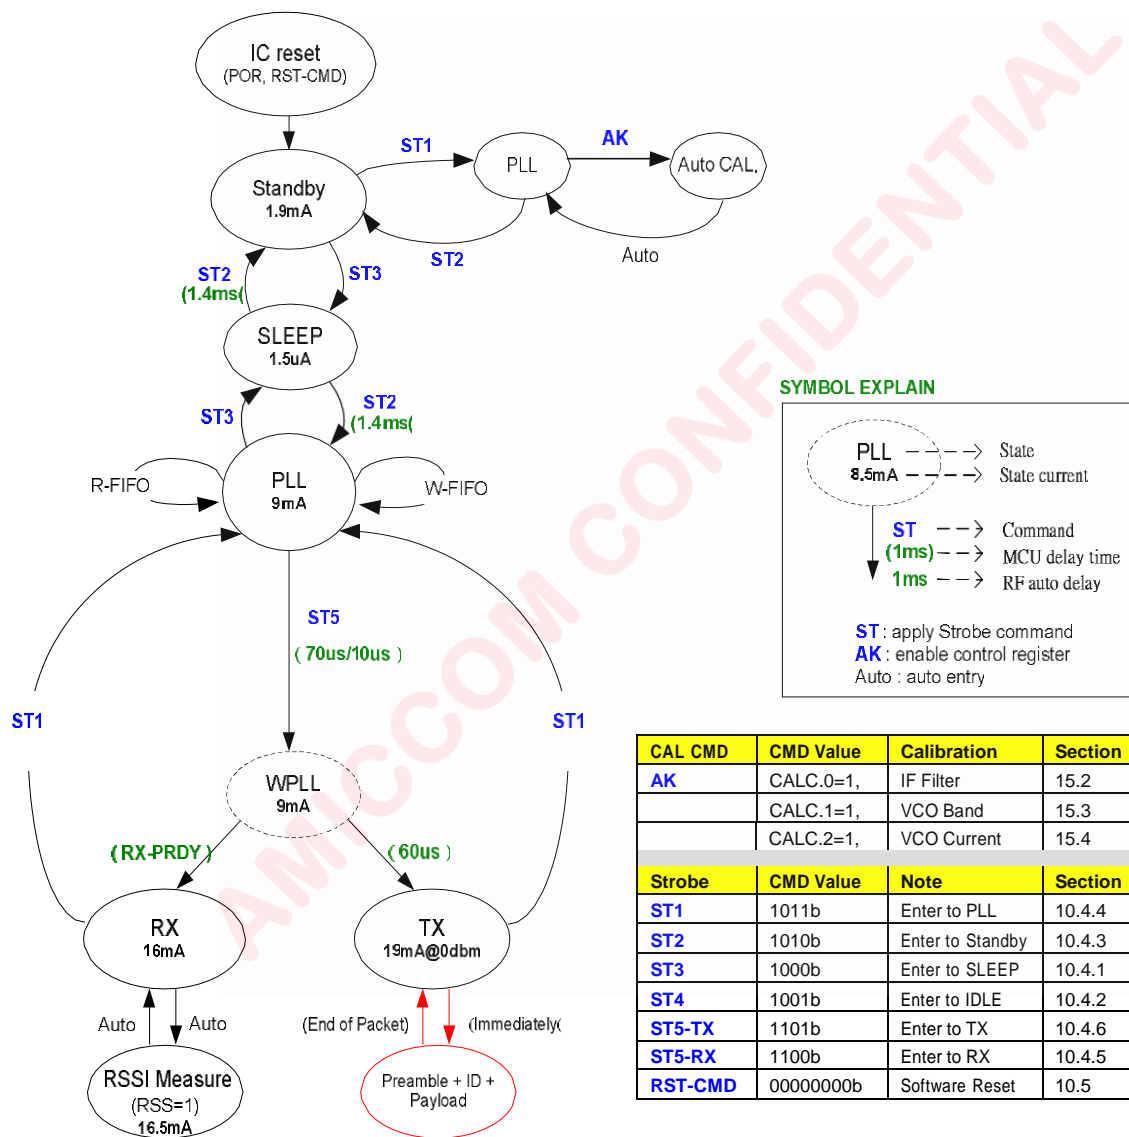 IC reset
(POR, RST-CMD)
ST1
AK
PLL
Auto CAL.
Standby
1.9mA
ST2
Auto
ST2
(1.4ms(
ST3
SLEEP
1.5uA
ST3
ST2
(1.4ms(
R-FIFO
PLL
9mA
W-FIFO
ST5
( 70us/10us )
ST1
ST1
WPLL
9mA
( RX-PRDY )
( 60us )
RX
16mA
TX
19mA@0dbm
Auto
Auto
(End of Packet)
(Immediately(
RSSI Measure
(RSS=1)
16.5mA
Preamble + ID +
Payload
SYMBOL EXPLAIN
PLL
8.5mA
State
State current
ST
Command
(1ms)
MCU delay time
1ms
RF auto delay
ST : apply Strobe command
AK : enable control register
Auto : auto entry
CAL CMD CMD Value Calibration Section
AK CALC.0=1, IF Filter 15.2
CALC.1=1, VCO Band 15.3
CALC.2=1, VCO Current 15.4
Strobe CMD Value Note Section
ST1 1011b Enter to PLL 10.4.4
ST2 1010b Enter to Standby 10.4.3
ST3 1000b Enter to SLEEP 10.4.1
ST4 1001b Enter to IDLE 10.4.2
ST5-TX 1101b Enter to TX 10.4.6
ST5-RX 1100b Enter to RX 10.4.5
RST-CMD 00000000b Software Reset 10.5
AMICCOM CONFIDENTIAL